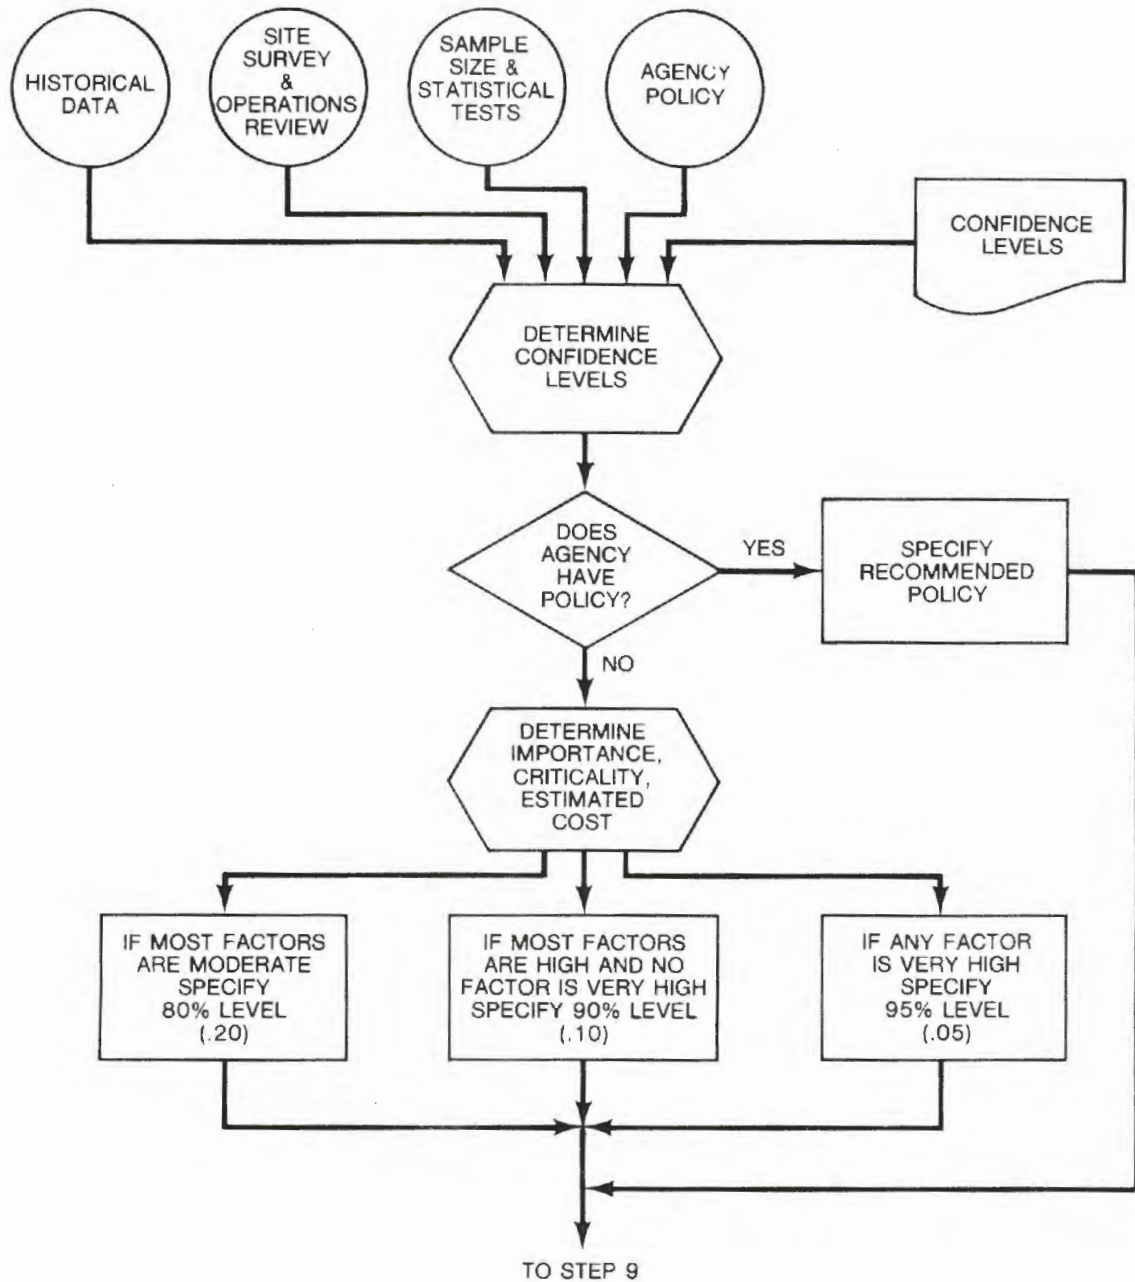 HISTORICAL
DATA
SITE
SURVEY
&
OPERATIONS
REVIEW
SAMPLE
SIZE &
STATISTICAL
TESTS
AGENCY
POLICY
CONFIDENCE
LEVELS
DETERMINE
CONFIDENCE
LEVELS
DOES
AGENCY
HAVE
POLICY?
YES
SPECIFY
RECOMMENDED
POLICY
NO
DETERMINE
IMPORTANCE,
CRITICALITY,
ESTIMATED
COST
IF MOST FACTORS
ARE MODERATE
SPECIFY
80% LEVEL
(.20)
IF MOST FACTORS
ARE HIGH AND NO
FACTOR IS VERY HIGH
SPECIFY 90% LEVEL
(.10)
IF ANY FACTOR
IS VERY HIGH
SPECIFY
95% LEVEL
(.05)
TO STEP 9